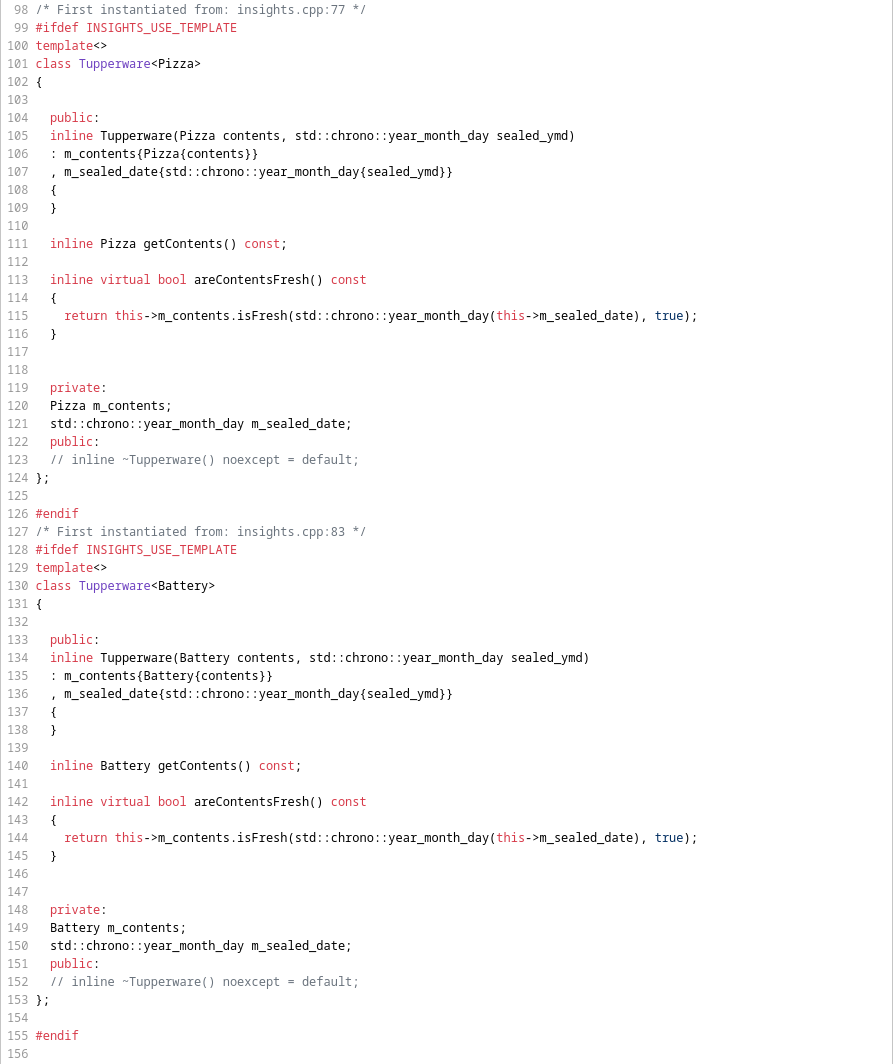 98 /* First instantiated from: insights.cpp:77 */
99 #ifdef INSIGHTS_USE_TEMPLATE
100 template<>
101 class Tupperware<Pizza>
102 {
103
104   public:
105   inline Tupperware(Pizza contents, std::chrono::year_month_day sealed_ymd)
106   : m_contents{Pizza{contents}}
107   , m_sealed_date{std::chrono::year_month_day{sealed_ymd}}
108   {
109   }
110
111   inline Pizza getContents() const;
112
113   inline virtual bool areContentsFresh() const
114   {
115     return this->m_contents.isFresh(std::chrono::year_month_day(this->m_sealed_date), true);
116   }
117
118
119   private:
120   Pizza m_contents;
121   std::chrono::year_month_day m_sealed_date;
122   public:
123   // inline ~Tupperware() noexcept = default;
124 };
125
126 #endif
127 /* First instantiated from: insights.cpp:83 */
128 #ifdef INSIGHTS_USE_TEMPLATE
129 template<>
130 class Tupperware<Battery>
131 {
132
133   public:
134   inline Tupperware(Battery contents, std::chrono::year_month_day sealed_ymd)
135   : m_contents{Battery{contents}}
136   , m_sealed_date{std::chrono::year_month_day{sealed_ymd}}
137   {
138   }
139
140   inline Battery getContents() const;
141
142   inline virtual bool areContentsFresh() const
143   {
144     return this->m_contents.isFresh(std::chrono::year_month_day(this->m_sealed_date), true);
145   }
146
147
148   private:
149   Battery m_contents;
150   std::chrono::year_month_day m_sealed_date;
151   public:
152   // inline ~Tupperware() noexcept = default;
153 };
154
155 #endif
156